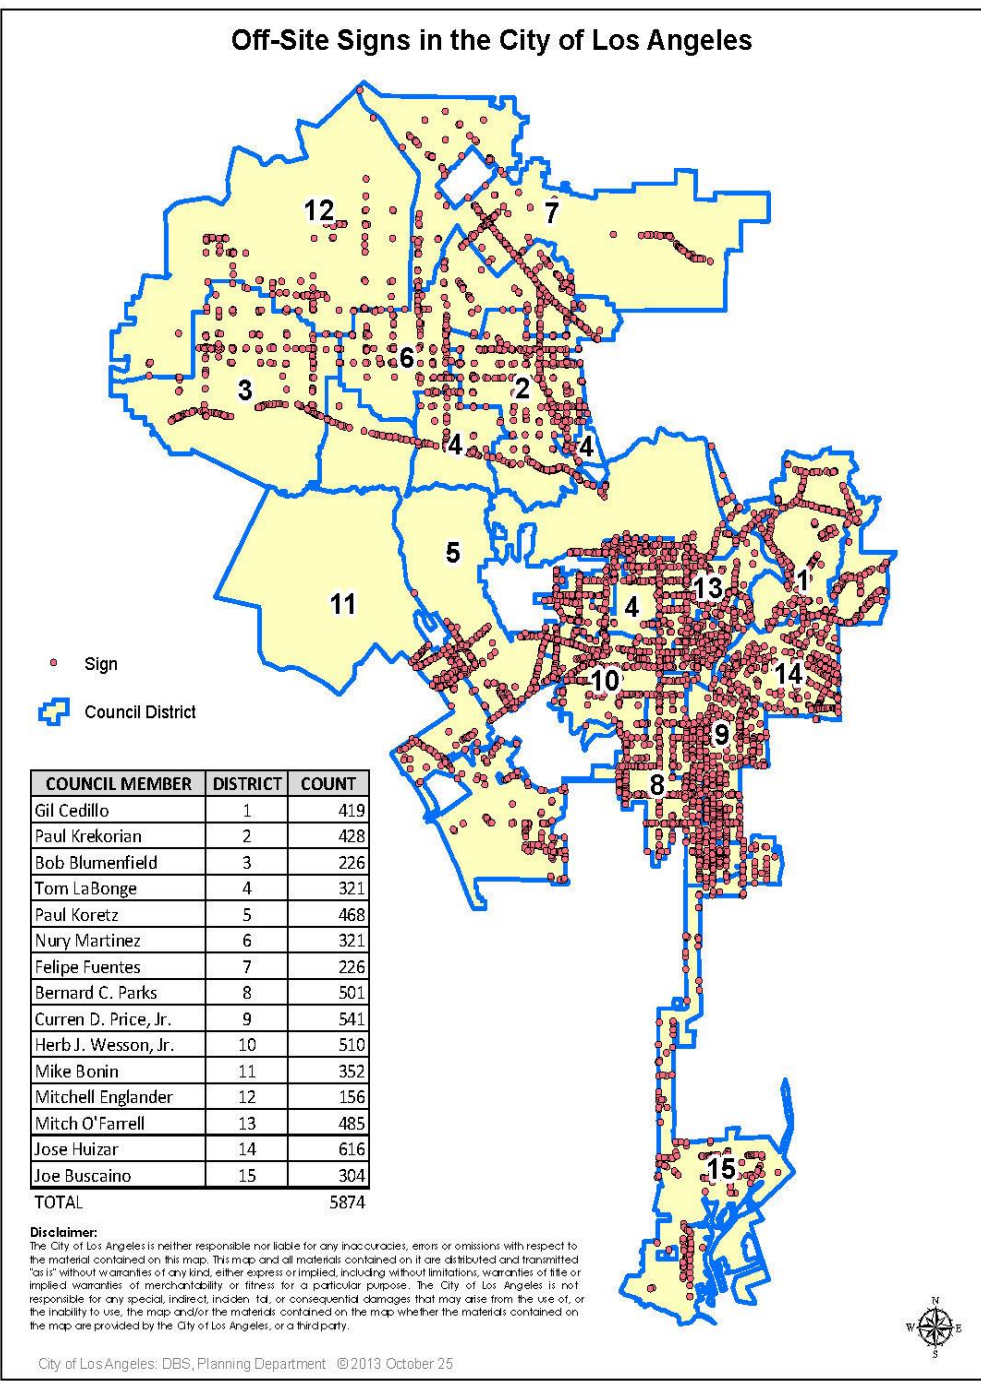 Off-Site Signs in the City of Los Angeles
12
7
3
6
2
4
4
5
11
4
13
1
10
14
9
8
15
Sign
Council District
COUNCIL MEMBER DISTRICT COUNT
Gil Cedillo 1 419
Paul Krekorian 2 428
Bob Blumenfield 3 226
Tom LaBonge 4 321
Paul Koretz 5 468
Nury Martinez 6 321
Felipe Fuentes 7 226
Bernard C. Parks 8 501
Curren D. Price, Jr. 9 541
Herb J. Wesson, Jr. 10 510
Mike Bonin 11 352
Mitchell Englander 12 156
Mitch O'Farrell 13 485
Jose Huizar 14 616
Joe Buscaino 15 304
TOTAL 5874
Disclaimer:
The City of Los Angeles is neither responsible nor liable for any inaccuracies, errors or omissions with respect to
the material contained on this map. This map and all materials contained on it are distributed and transmitted
"as is" without warranties of any kind, either express or implied, including without limitations, warranties of title or
implied warranties of merchantability or fitness for a particular purpose. The City of Los Angeles is not
responsible for any special, indirect, inciden tal, or consequential damages that may arise from the use of, or
the inability to use, the map and/or the materials contained on the map whether the materials contained on
the map are provided by the City of Los Angeles, or a third party.
City of Los Angeles: DBS, Planning Department ©2013 October 25
N
W E
S